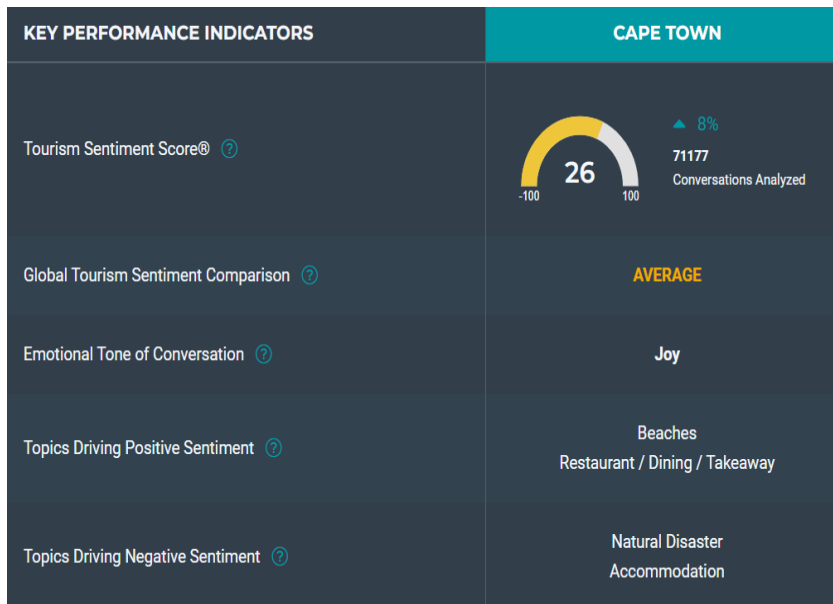 KEY PERFORMANCE INDICATORS
CAPE TOWN
Tourism Sentiment Score® ?
26
-100
100
▲ 8%
71177
Conversations Analyzed
Global Tourism Sentiment Comparison ?
AVERAGE
Emotional Tone of Conversation ?
Joy
Topics Driving Positive Sentiment ?
Beaches
Restaurant / Dining / Takeaway
Topics Driving Negative Sentiment ?
Natural Disaster
Accommodation